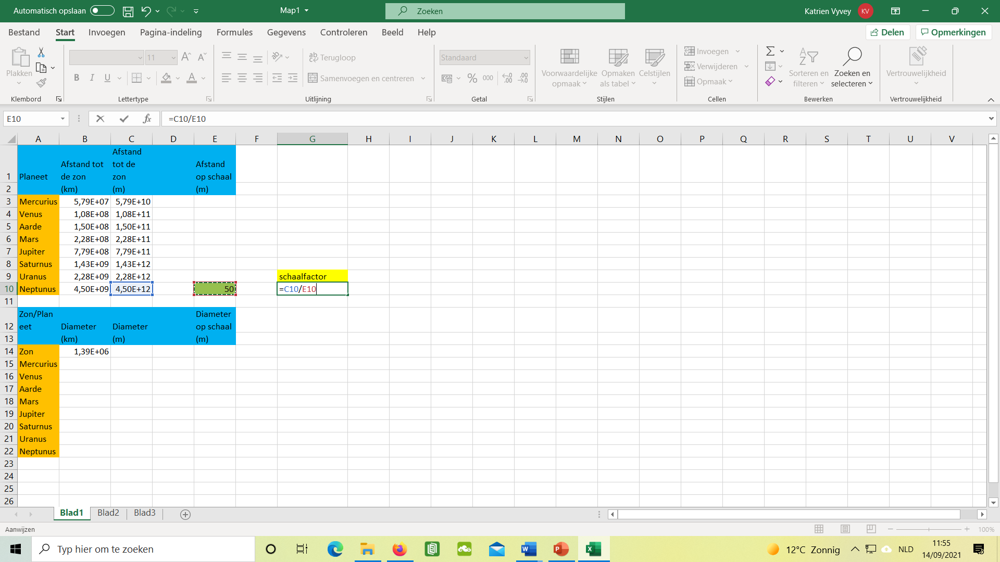 Automatisch opslaan
Map1
Zoeken
Katrien Vyvey
KV
Bestand Start Invoegen Pagina-indeling Formules Gegevens Controleren Beeld Help
Delen
Opmerkingen
Plakken
11
Terugloop
Samenvoegen en centreren
Standaard
% 000
Voorwaardelijke opmaak
Opmaken als tabel
Celstijlen
Invoegen
Verwijderen
Opmaak
Sorteren en filteren
Zoeken en selecteren
Vertrouwelijkheid
Klembord Lettertype Uitlijning Getal Stijlen Cellen Bewerken Vertrouwelijkheid
E10
fx
=C10/E10
A B C D E F G H I J K L M N O P Q R S T U V
1 Planeet
Afstand tot de zon
Afstand tot de zon
Afstand op schaal
2 (km) (m) (m)
3 Mercurius 5,79E+07 5,79E+10
4 Venus 1,08E+08 1,08E+11
5 Aarde 1,50E+08 1,50E+11
6 Mars 2,28E+08 2,28E+11
7 Jupiter 7,79E+08 7,79E+11
8 Saturnus 1,43E+09 1,43E+12
9 Uranus 2,28E+09 2,28E+12 schaalfactor
10 Neptunus 4,50E+09 4,50E+12 50 =C10/E10
11
12 Zon/Planeet Diameter Diameter Diameter op schaal
13 (km) (m) (m)
14 Zon 1,39E+06
15 Mercurius
16 Venus
17 Aarde
18 Mars
19 Jupiter
20 Saturnus
21 Uranus
22 Neptunus
23
24
25
26
Blad1 Blad2 Blad3
Aanwijzen
100%
Typ hier om te zoeken
12°C Zonnig
NLD
11:55
14/09/2021